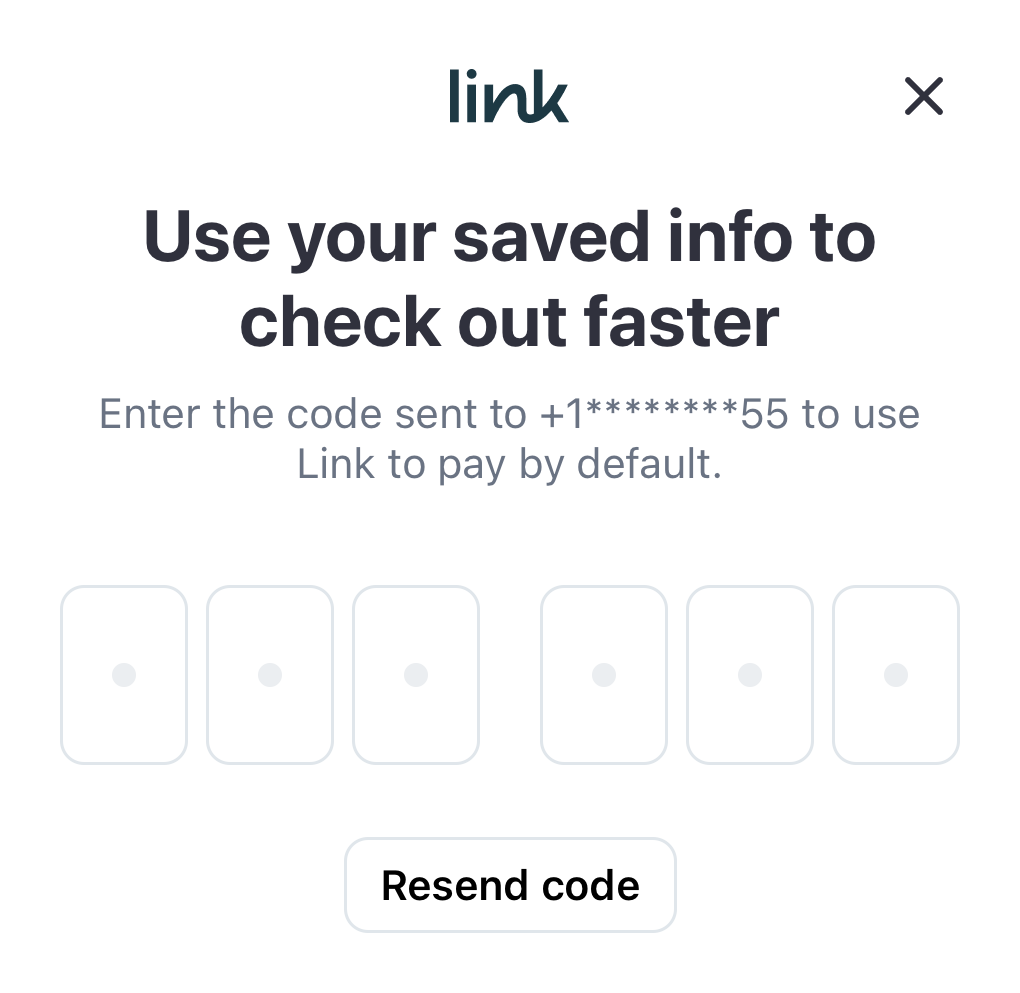 link
Use your saved info to
check out faster
Enter the code sent to +1********55 to use
Link to pay by default.
Resend code